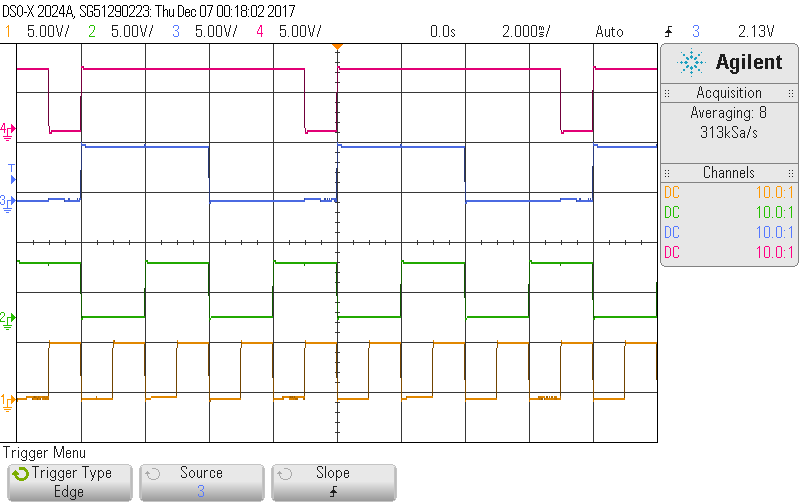 DSO-X 2024A, SG51290223: Thu Dec 07 00:18:02 2017
1 5.00V/ 2 5.00V/ 3 5.00V/ 4 5.00V/ 0.0s 2.000ms/ Auto 3 2.13V
Agilent
Acquisition
Averaging: 8
313kSa/s
Channels
DC 10.0:1
DC 10.0:1
DC 10.0:1
DC 10.0:1
4
T
3
2
1
Trigger Menu
Trigger Type
Edge
Source
3
Slope